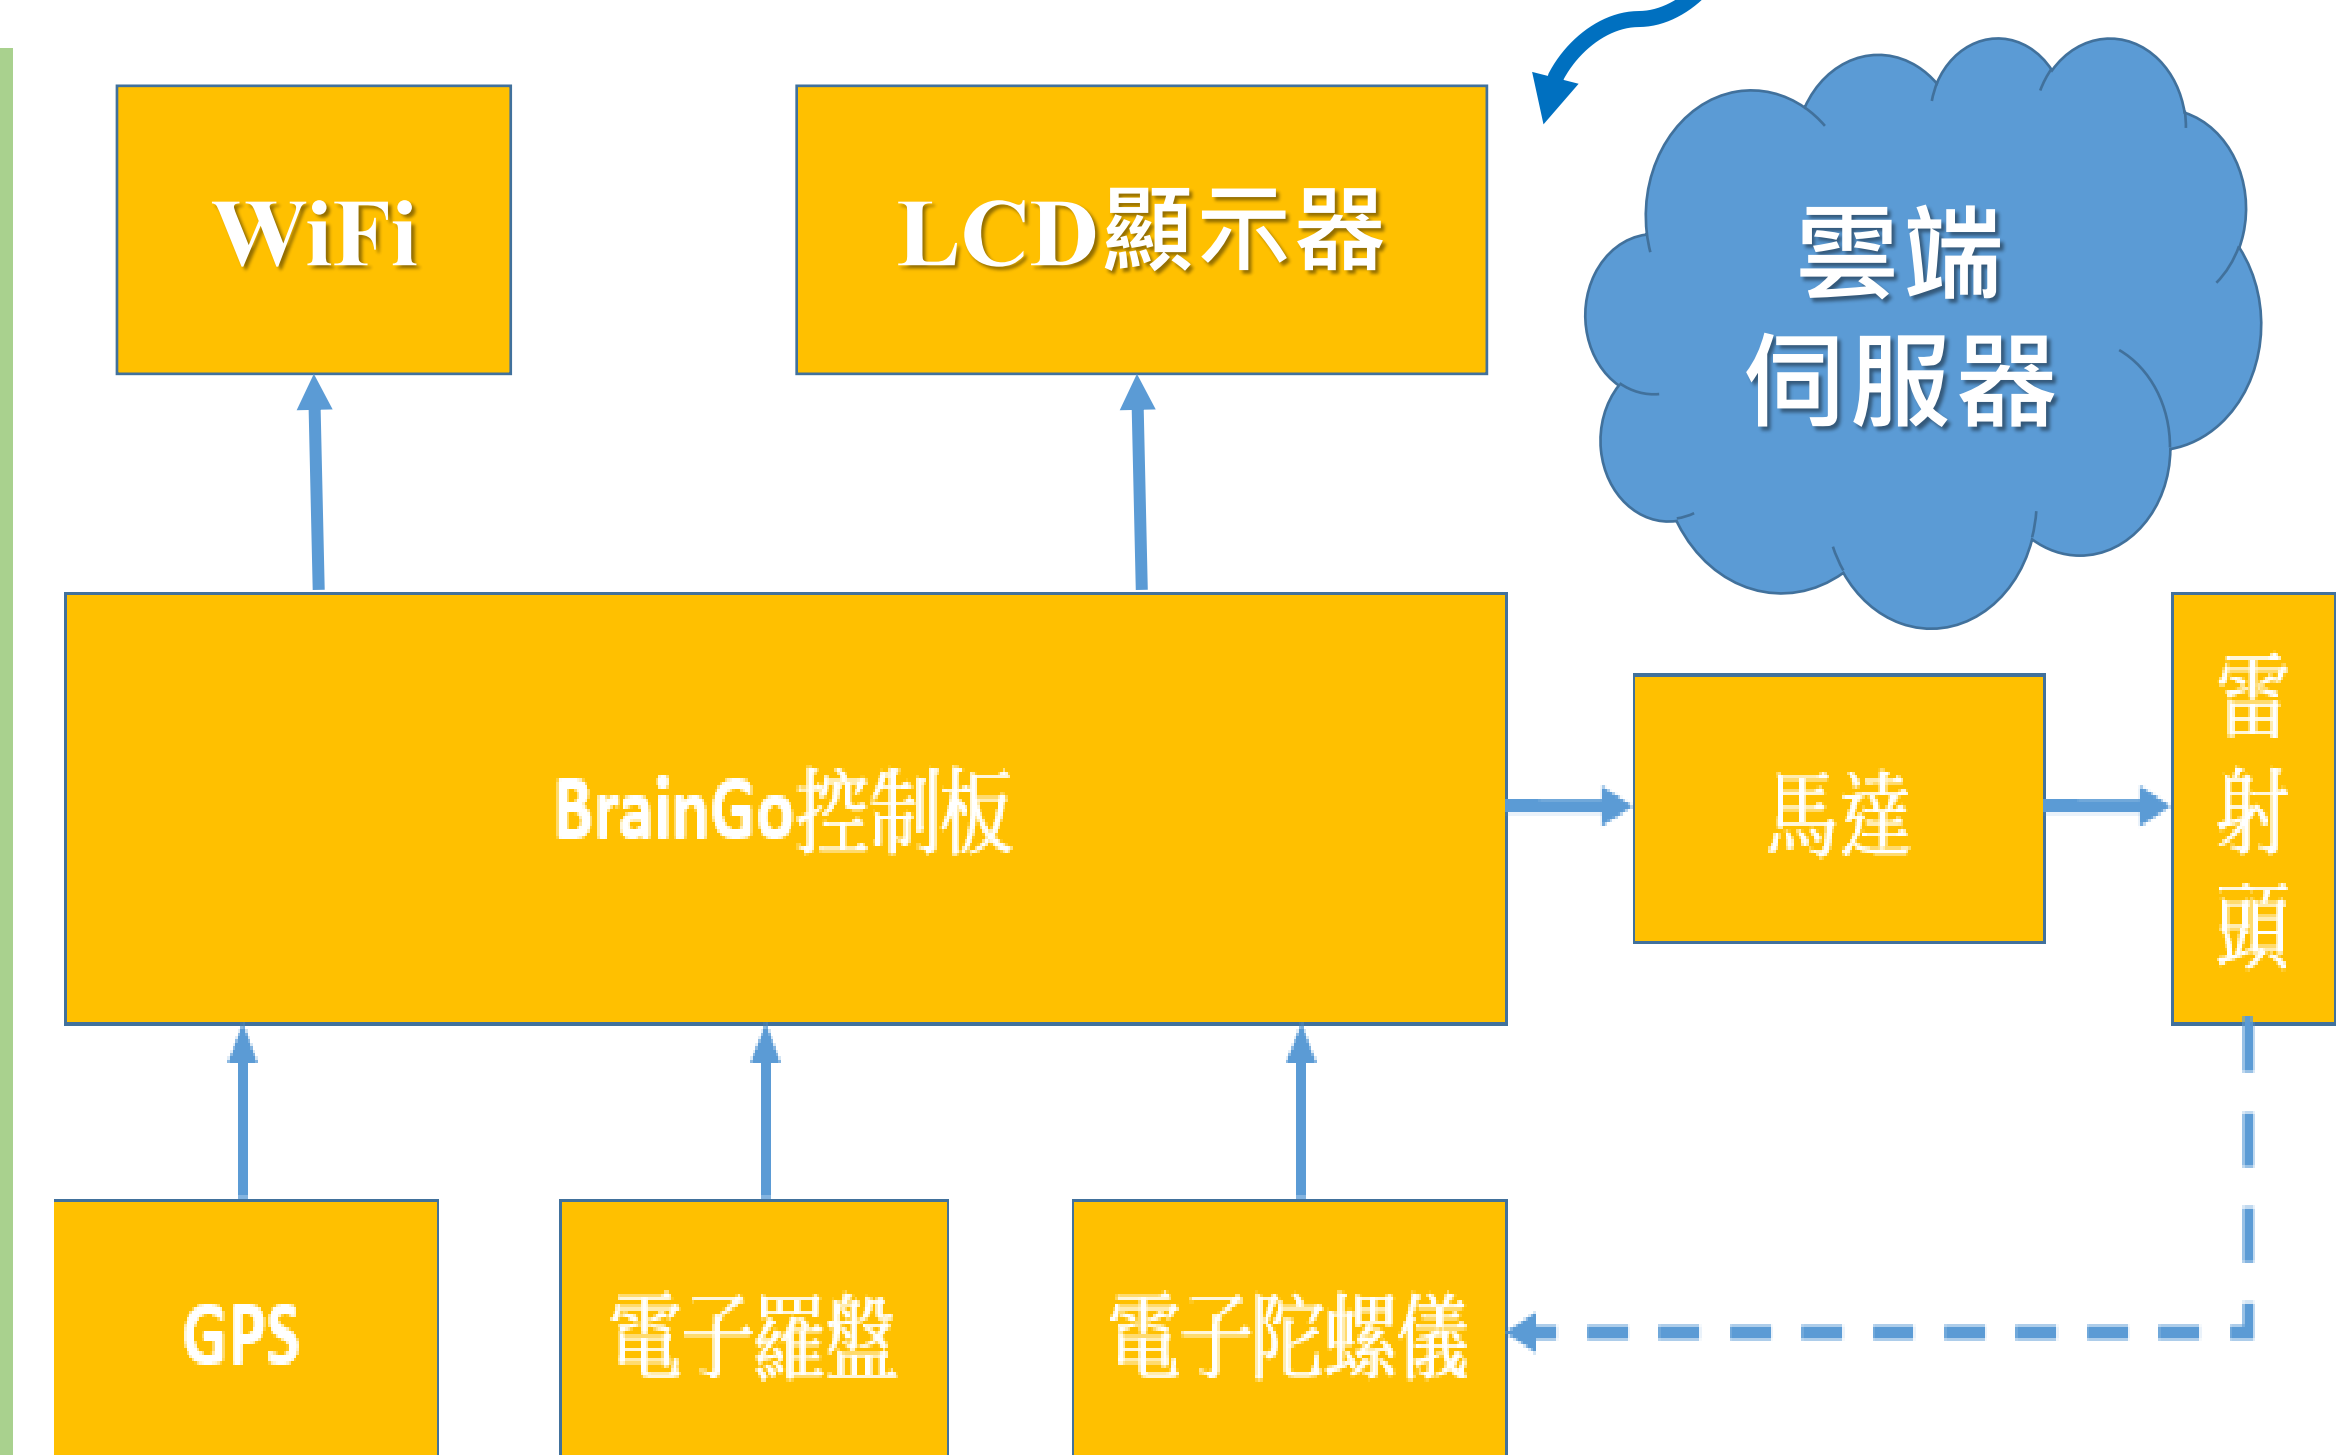 WiFi
LCD顯示器
雲端
伺服器
BrainGo控制板
馬達
雷
射
頭
GPS
電子羅盤
電子陀螺儀